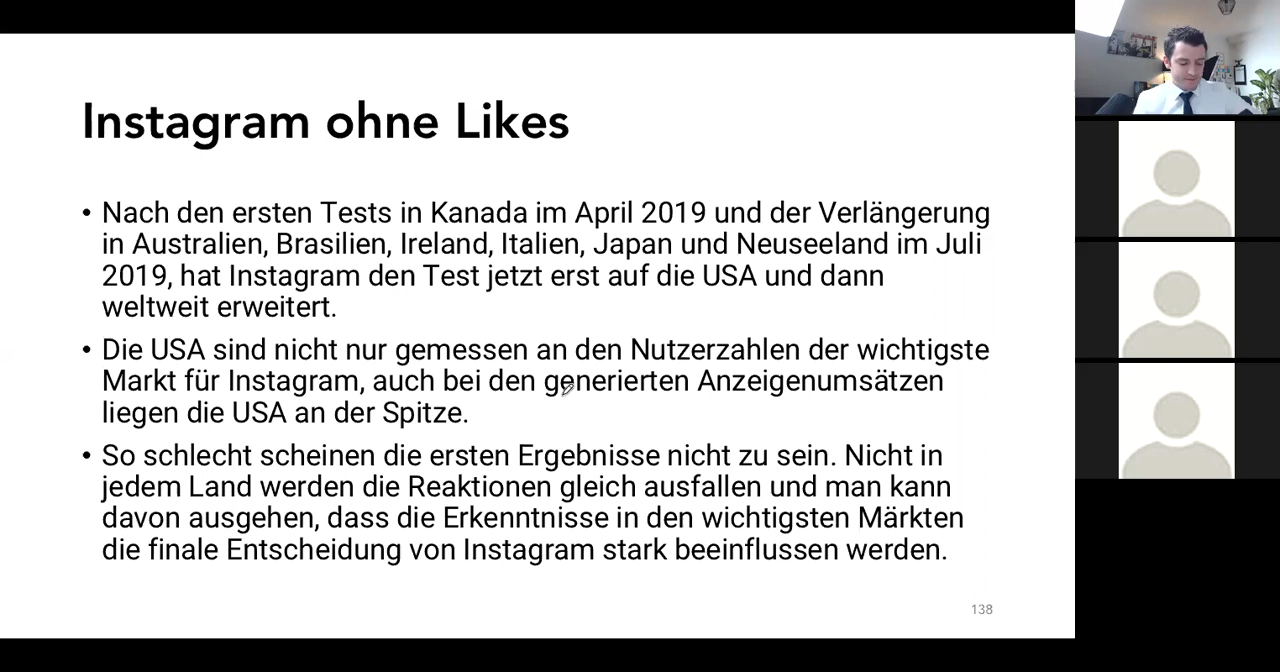 Instagram ohne Likes
• Nach den ersten Tests in Kanada im April 2019 und der Verlängerung
in Australien, Brasilien, Ireland, Italien, Japan und Neuseeland im Juli
2019, hat Instagram den Test jetzt erst auf die USA und dann
weltweit erweitert.
• Die USA sind nicht nur gemessen an den Nutzerzahlen der wichtigste
Markt für Instagram, auch bei den generierten Anzeigenumsätzen
liegen die USA an der Spitze.
• So schlecht scheinen die ersten Ergebnisse nicht zu sein. Nicht in
jedem Land werden die Reaktionen gleich ausfallen und man kann
davon ausgehen, dass die Erkenntnisse in den wichtigsten Märkten
die finale Entscheidung von Instagram stark beeinflussen werden.
138